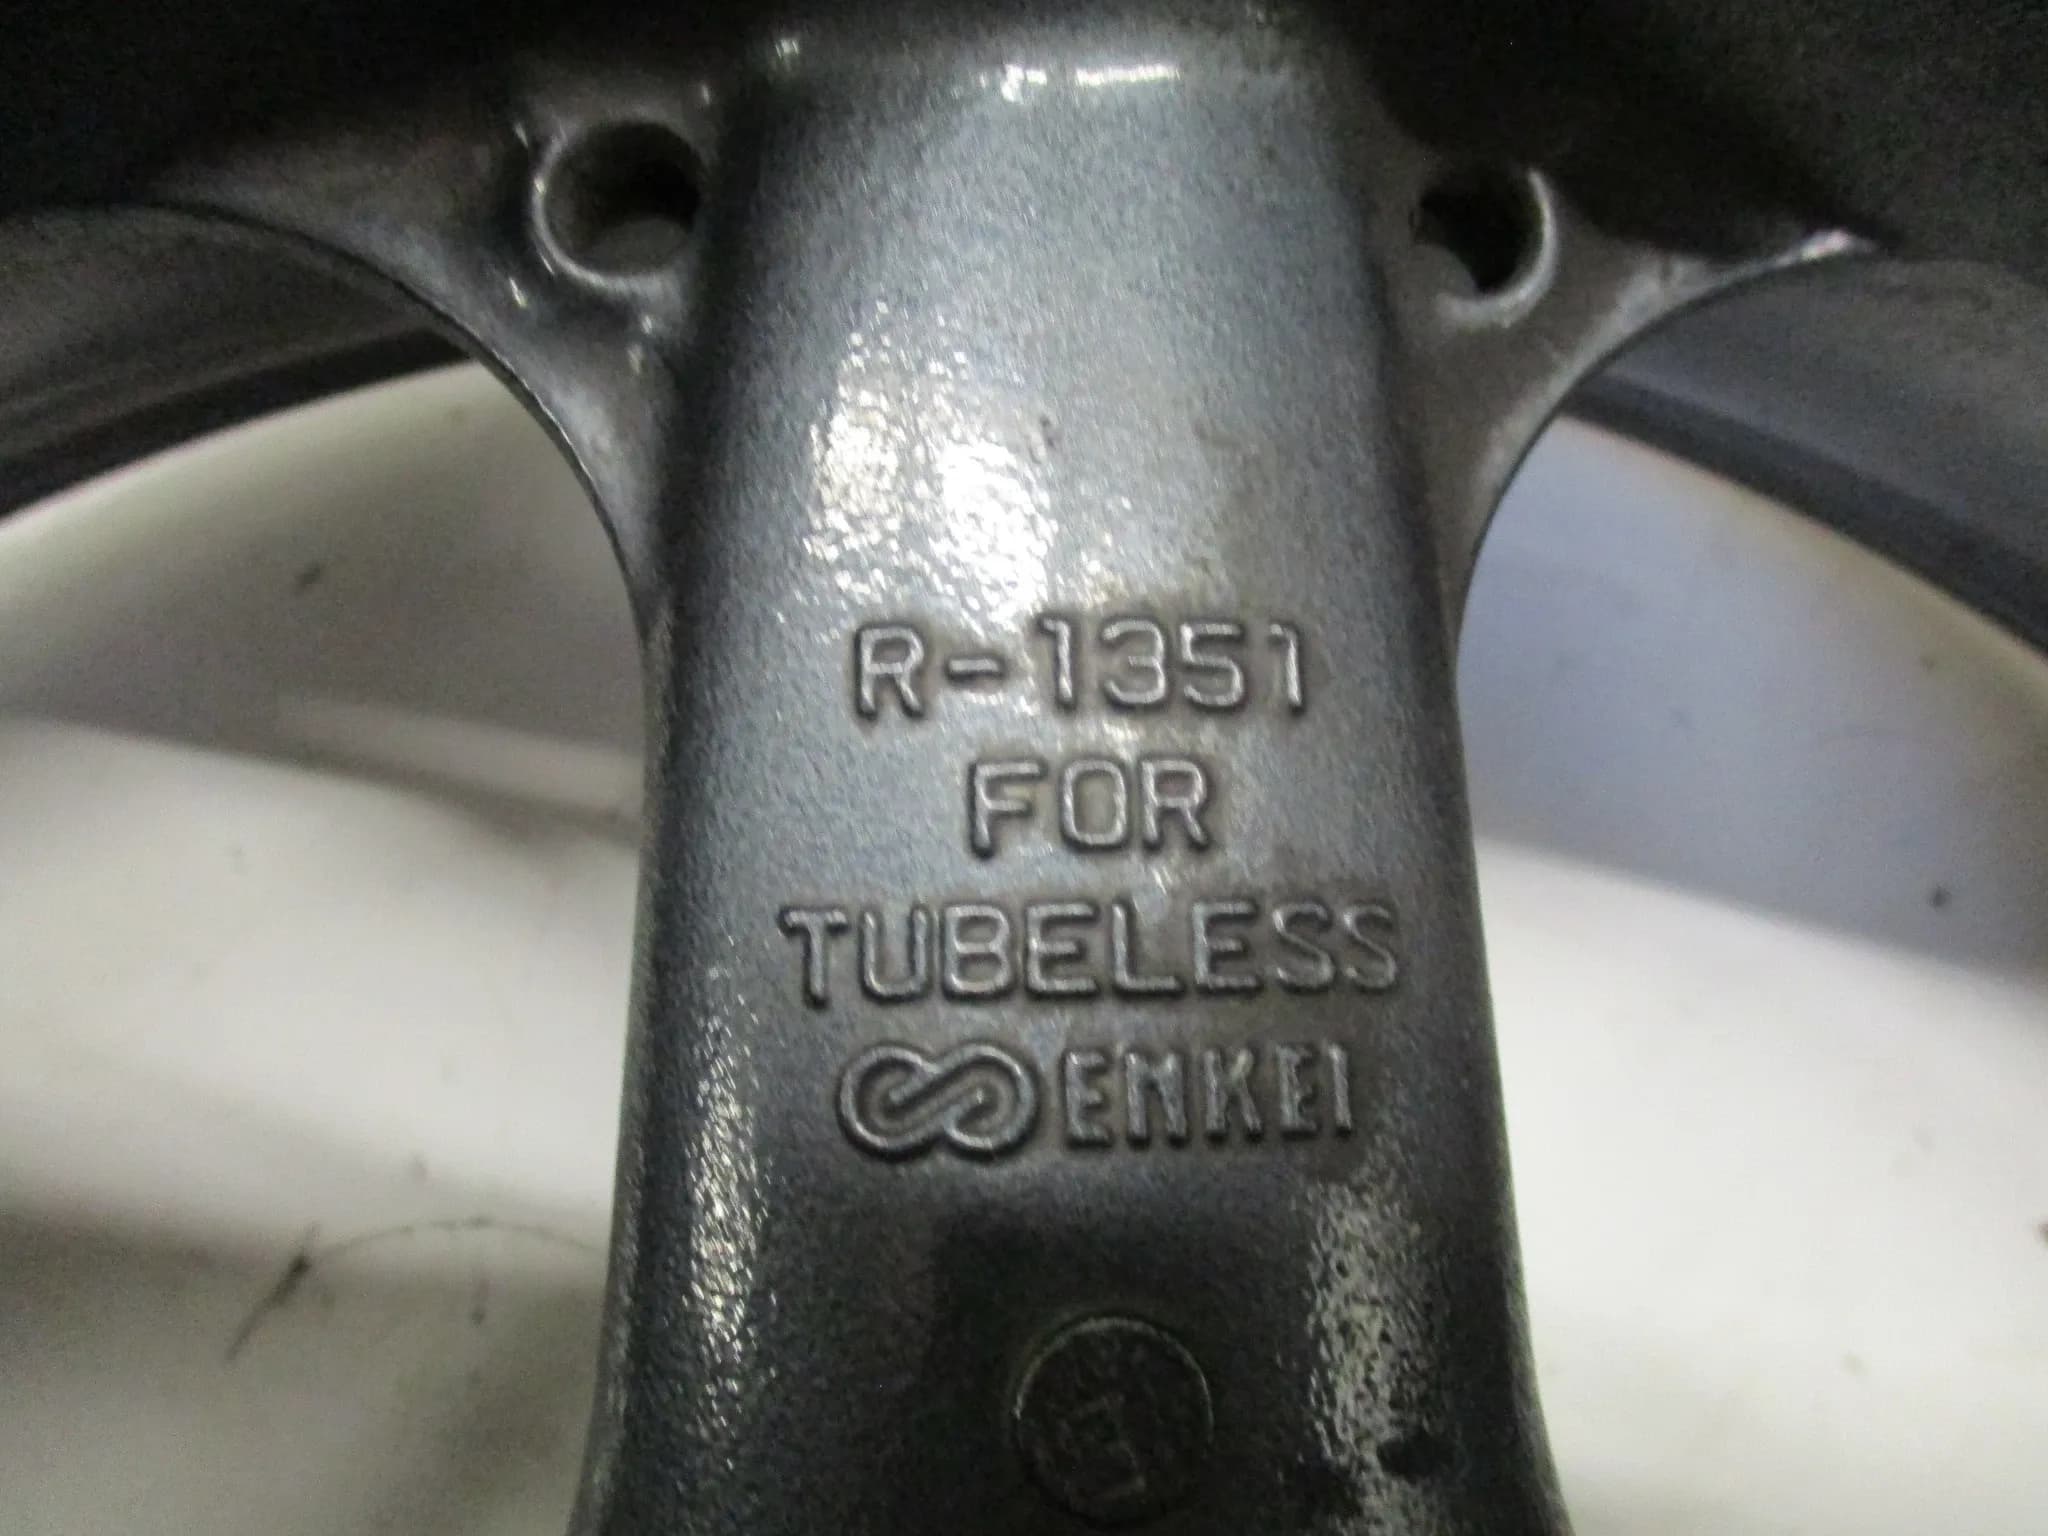 R-1351
FOR
TUBELESS
ENKEI